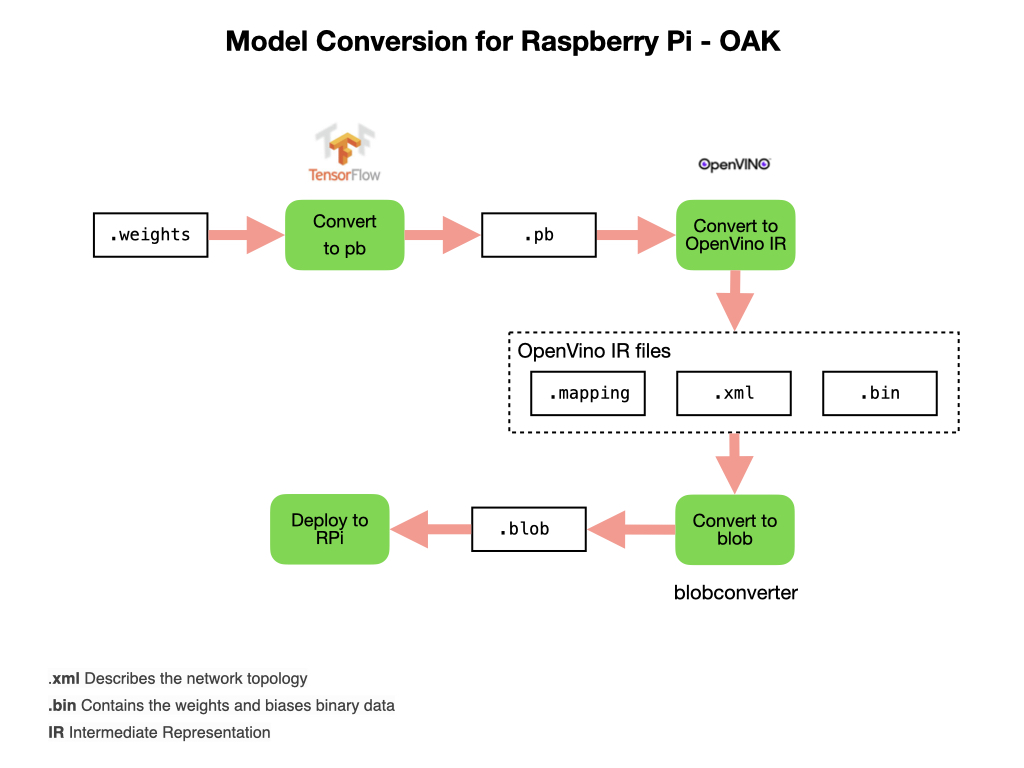 Model Conversion for Raspberry Pi - OAK
TensorFlow
OpenVINO
.weights
Convert
to pb
.pb
Convert to
OpenVino IR
OpenVino IR files
.mapping
.xml
.bin
Deploy to
RPi
.blob
Convert to
blob
blobconverter
.xml Describes the network topology
.bin Contains the weights and biases binary data
IR Intermediate Representation